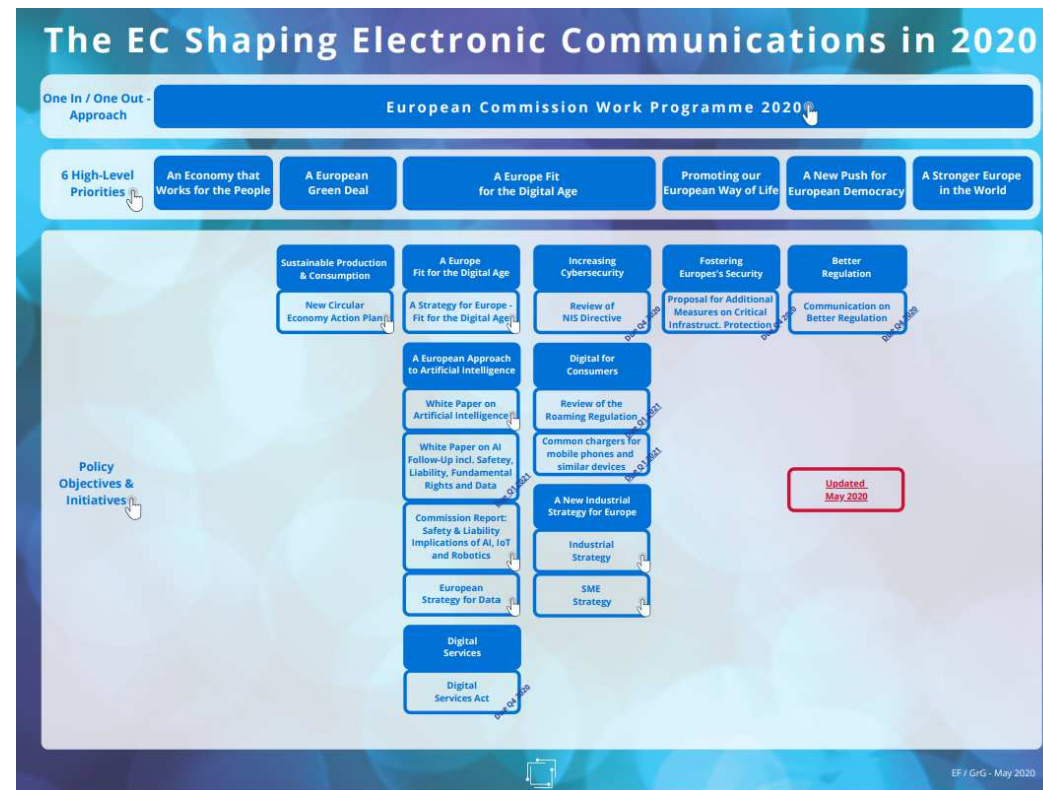 The EC Shaping Electronic Communications in 2020
One In / One Out -
Approach
European Commission Work Programme 2020
6 High-Level
Priorities
An Economy that
Works for the People
A European
Green Deal
A Europe Fit
for the Digital Age
Promoting our
European Way of Life
A New Push for
European Democracy
A Stronger Europe
in the World
Policy
Objectives &
Initiatives
Sustainable Production
& Consumption
New Circular
Economy Action Plan
A Europe
Fit for the Digital Age
A Strategy for Europe -
Fit for the Digital Age
A European Approach
to Artificial Intelligence
White Paper on
Artificial Intelligence
White Paper on AI
Follow-Up incl. Safetey,
Liability, Fundamental
Rights and Data
Due Q1 2021
Commission Report:
Safety & Liability
Implications of AI, IoT
and Robotics
European
Strategy for Data
Digital
Services
Digital
Services Act
Due Q4 2020
Increasing
Cybersecurity
Review of
NIS Directive
Due Q4 2020
Digital for
Consumers
Review of the
Roaming Regulation
Due Q1 2021
Common chargers for
mobile phones and
similar devices
Due Q1 2021
A New Industrial
Strategy for Europe
Industrial
Strategy
SME
Strategy
Fostering
Europes's Security
Proposal for Additional
Measures on Critical
Infrastruct. Protection
Due Q4 2020
Better
Regulation
Communication on
Better Regulation
Due Q4 2020
Updated
May 2020
EF / GrG - May 2020